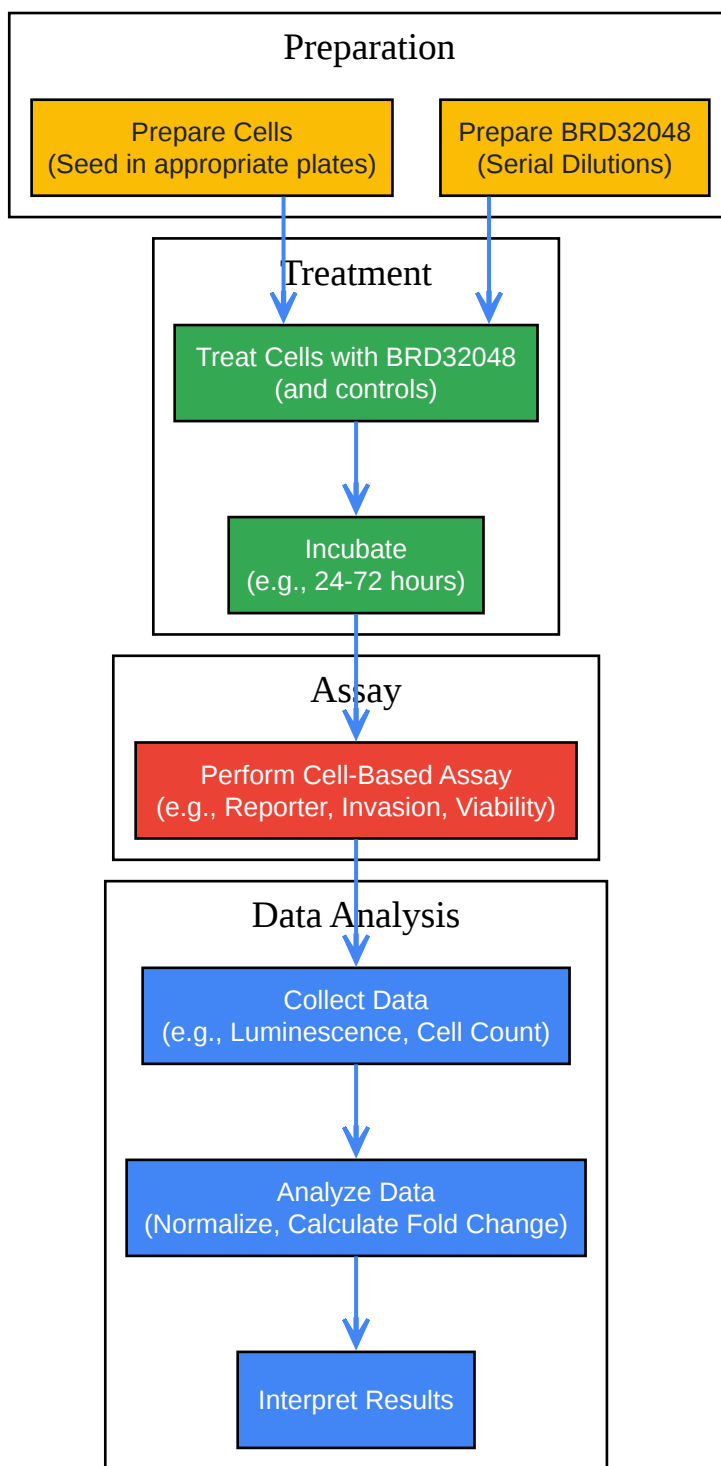 Preparation
Prepare Cells
(Seed in appropriate plates)
Prepare BRD32048
(Serial Dilutions)
Treatment
Treat Cells with BRD32048
(and controls)
Incubate
(e.g., 24-72 hours)
Assay
Perform Cell-Based Assay
(e.g., Reporter, Invasion, Viability)
Data Analysis
Collect Data
(e.g., Luminescence, Cell Count)
Analyze Data
(Normalize, Calculate Fold Change)
Interpret Results